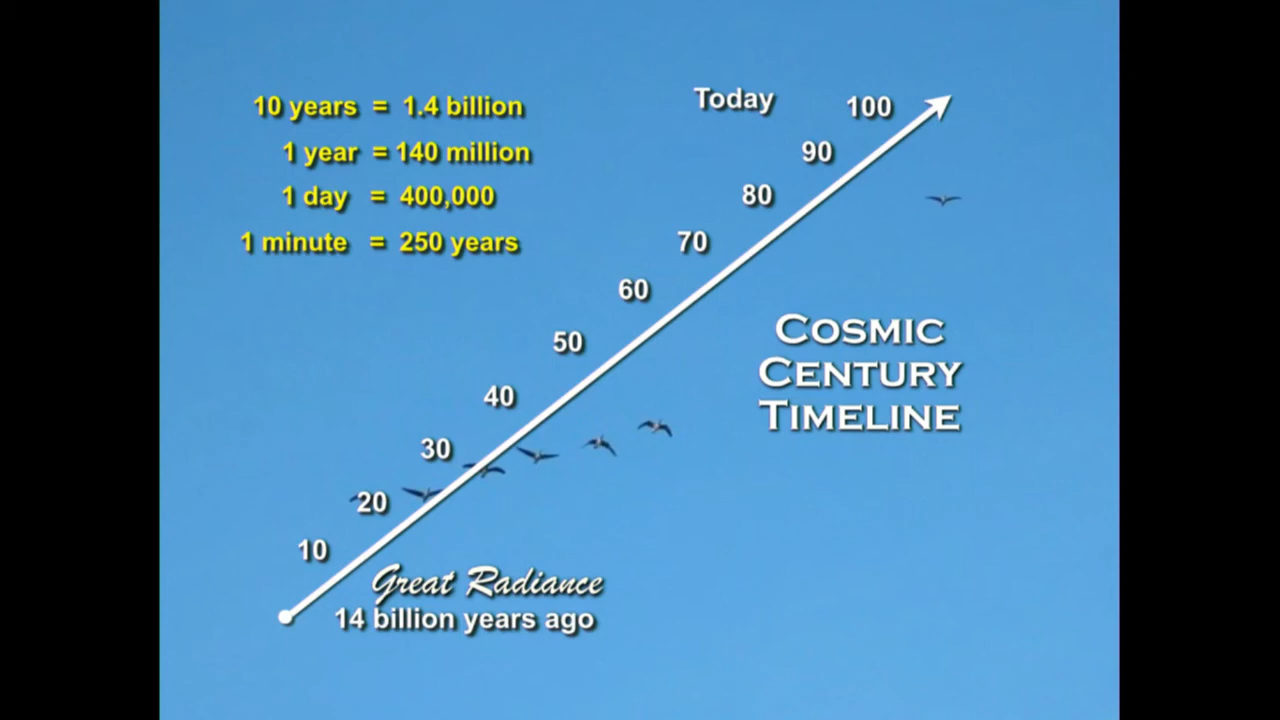 10 years = 1.4 billion
1 year = 140 million
1 day = 400,000
1 minute = 250 years
Today
100
90
80
70
60
50
40
30
20
10
COSMIC
CENTURY
TIMELINE
Great Radiance
14 billion years ago